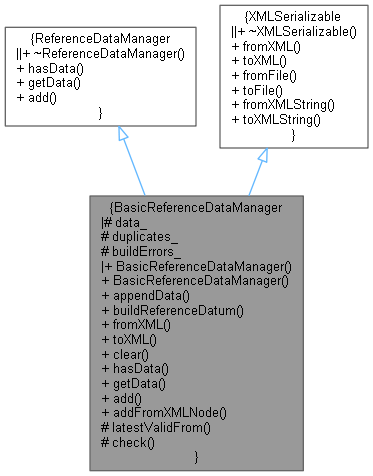 {ReferenceDataManager
||+ ~ReferenceDataManager()
+ hasData()
+ getData()
+ add()
}
{XMLSerializable
||+ ~XMLSerializable()
+ fromXML()
+ toXML()
+ fromFile()
+ toFile()
+ fromXMLString()
+ toXMLString()
}
{BasicReferenceDataManager
|# data_
# duplicates_
# buildErrors_
|+ BasicReferenceDataManager()
+ BasicReferenceDataManager()
+ appendData()
+ buildReferenceDatum()
+ fromXML()
+ toXML()
+ clear()
+ hasData()
+ getData()
+ add()
+ addFromXMLNode()
# latestValidFrom()
# check()
}